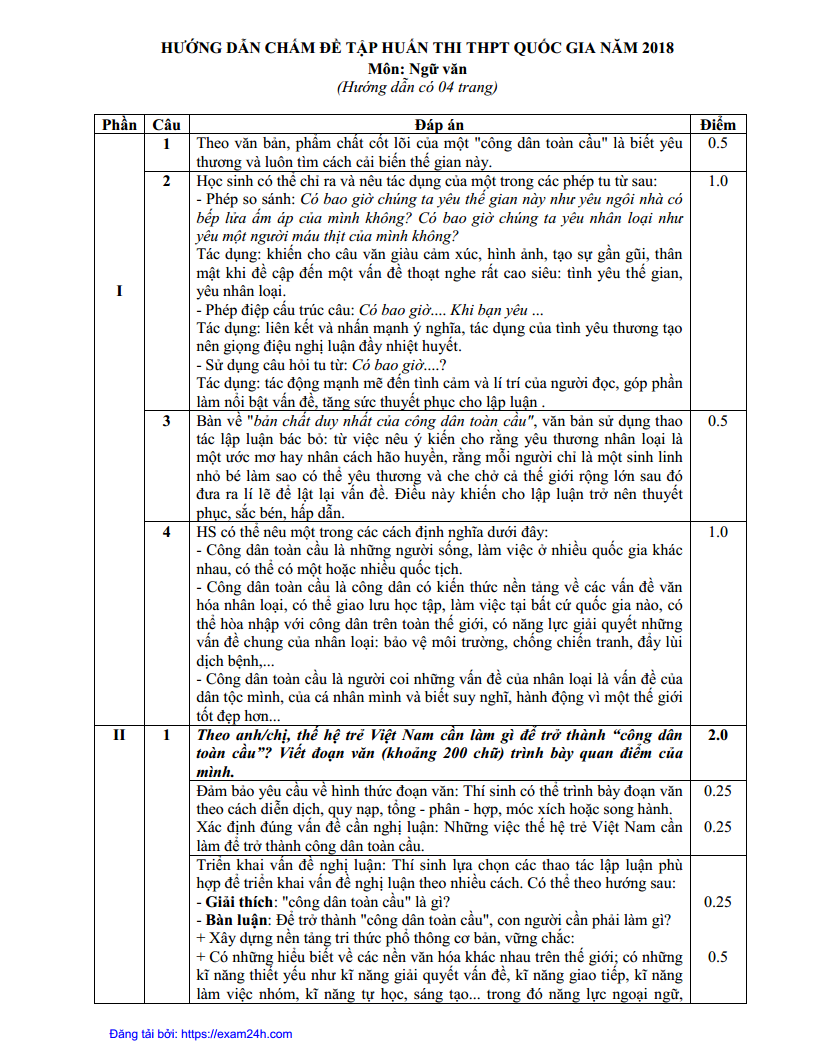 HƯỚNG DẪN CHẤM ĐỀ TẬP HUẤN THI THPT QUỐC GIA NĂM 2018
Môn: Ngữ văn
(Hướng dẫn có 04 trang)
Phần Câu Đáp án Điểm
I
1 Theo văn bản, phẩm chất cốt lõi của một "công dân toàn cầu" là biết yêu 0.5
thương và luôn tìm cách cải biến thế gian này.
2 Học sinh có thể chỉ ra và nêu tác dụng của một trong các phép tu từ sau: 1.0
- Phép so sánh: Có bao giờ chúng ta yêu thế gian này như yêu ngôi nhà có
bếp lửa ấm áp của mình không? Có bao giờ chúng ta yêu nhân loại như
yêu một người máu thịt của mình không?
Tác dụng: khiến cho câu văn giàu cảm xúc, hình ảnh, tạo sự gần gũi, thân
mật khi đề cập đến một vấn đề thoạt nghe rất cao siêu: tình yêu thế gian,
yêu nhân loại.
- Phép điệp cấu trúc câu: Có bao giờ.... Khi bạn yêu ...
Tác dụng: liên kết và nhấn mạnh ý nghĩa, tác dụng của tình yêu thương tạo
nên giọng điệu nghị luận đầy nhiệt huyết.
- Sử dụng câu hỏi tu từ: Có bao giờ....?
Tác dụng: tác động mạnh mẽ đến tình cảm và lí trí của người đọc, góp phần
làm nổi bật vấn đề, tăng sức thuyết phục cho lập luận .
3 Bàn về "bản chất duy nhất của công dân toàn cầu", văn bản sử dụng thao 0.5
tác lập luận bác bỏ: từ việc nêu ý kiến cho rằng yêu thương nhân loại là
một ước mơ hay nhân cách hão huyền, rằng mỗi người chỉ là một sinh linh
nhỏ bé làm sao có thể yêu thương và che chở cả thế giới rộng lớn sau đó
đưa ra lí lẽ để lật lại vấn đề. Điều này khiến cho lập luận trở nên thuyết
phục, sắc bén, hấp dẫn.
4 HS có thể nêu một trong các cách định nghĩa dưới đây: 1.0
- Công dân toàn cầu là những người sống, làm việc ở nhiều quốc gia khác
nhau, có thể có một hoặc nhiều quốc tịch.
- Công dân toàn cầu là công dân có kiến thức nền tảng về các vấn đề văn
hóa nhân loại, có thể giao lưu học tập, làm việc tại bất cứ quốc gia nào, có
thể hòa nhập với công dân trên toàn thế giới, có năng lực giải quyết những
vấn đề chung của nhân loại: bảo vệ môi trường, chống chiến tranh, đẩy lùi
dịch bệnh,...
- Công dân toàn cầu là người coi những vấn đề của nhân loại là vấn đề của
dân tộc mình, của cá nhân mình và biết suy nghĩ, hành động vì một thế giới
tốt đẹp hơn...
II 1 Theo anh/chị, thế hệ trẻ Việt Nam cần làm gì để trở thành “công dân 2.0
toàn cầu”? Viết đoạn văn (khoảng 200 chữ) trình bày quan điểm của
mình.
Đảm bảo yêu cầu về hình thức đoạn văn: Thí sinh có thể trình bày đoạn văn 0.25
theo cách diễn dịch, quy nạp, tổng - phân - hợp, móc xích hoặc song hành.
Xác định đúng vấn đề cần nghị luận: Những việc thế hệ trẻ Việt Nam cần 0.25
làm để trở thành công dân toàn cầu.
Triển khai vấn đề nghị luận: Thí sinh lựa chọn các thao tác lập luận phù
hợp để triển khai vấn đề nghị luận theo nhiều cách. Có thể theo hướng sau:
- Giải thích: "công dân toàn cầu" là gì? 0.25
- Bàn luận: Để trở thành "công dân toàn cầu", con người cần phải làm gì?
+ Xây dựng nền tảng tri thức phổ thông cơ bản, vững chắc:
+ Có những hiểu biết về các nền văn hóa khác nhau trên thế giới; có những 0.5
kĩ năng thiết yếu như kĩ năng giải quyết vấn đề, kĩ năng giao tiếp, kĩ năng
làm việc nhóm, kĩ năng tự học, sáng tạo... trong đó năng lực ngoại ngữ,
Đăng tải bởi: https://exam24h.com